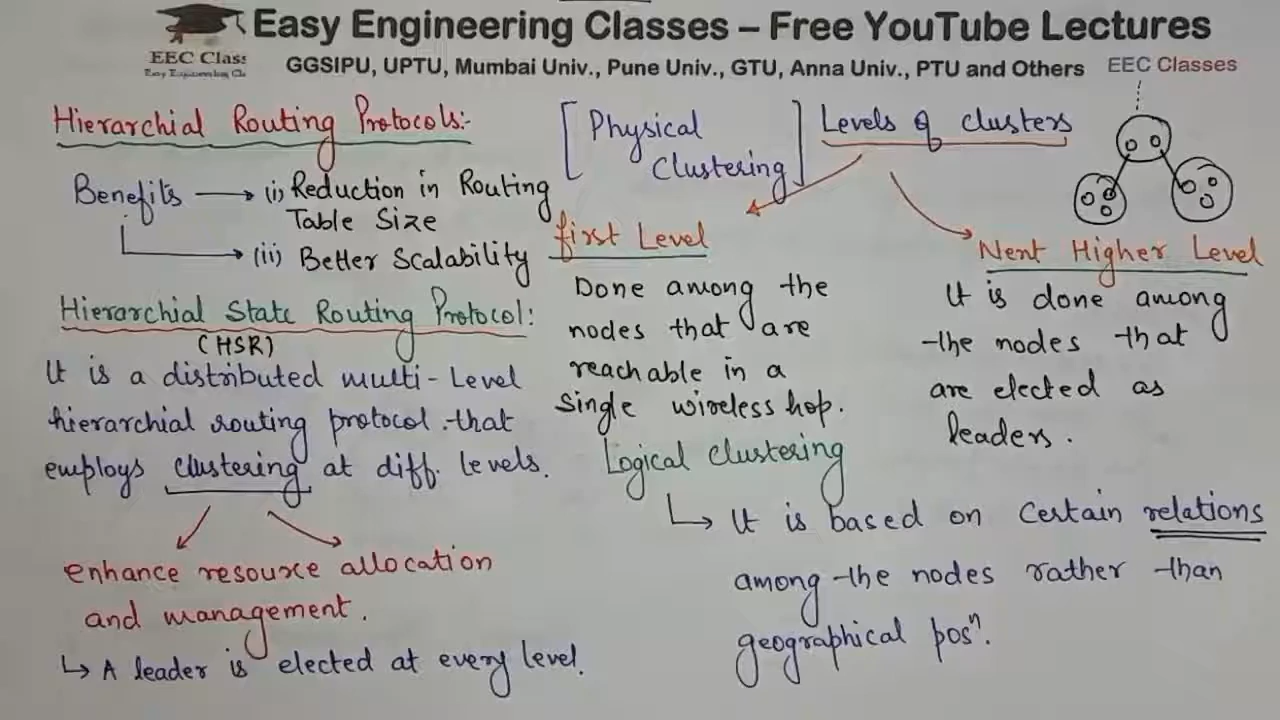 Easy Engineering Classes – Free YouTube Lectures
EEC Clas
Easy Engineering Cl
GGSIPU, UPTU, Mumbai Univ., Pune Univ., GTU, Anna Univ., PTU and Others
EEC Classes
Hierarchial Routing Protocols:-
Benefits → (i) Reduction in Routing
Table Size
→ (ii) Better Scalability
Hierarchial State Routing Protocol:
(HSR)
It is a distributed multi-Level
hierarchial routing protocol that
employs clustering at diff. levels.
enhance resource allocation
and management.
↳ A leader is elected at every level.
[Physical
Clustering]
Levels of clusters
first Level
Done among the
nodes that are
reachable in a
single wireless hop.
Next Higher Level
It is done among
the nodes that
are elected as
leaders.
Logical clustering
↳ It is based on certain relations
among the nodes rather than
geographical posⁿ.